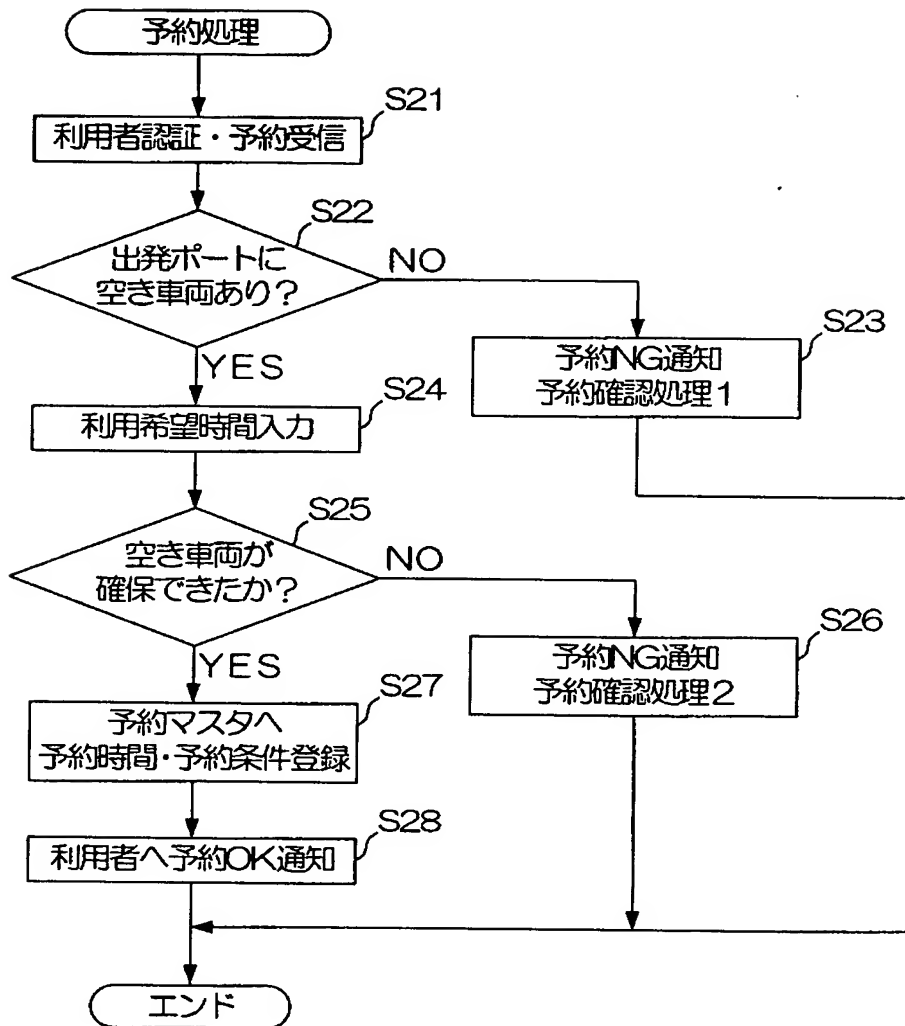 予約処理
S21
利用者認証・予約受信
S22
出発ポートに
空き車両あり？
NO
YES
S23
予約NG通知
予約確認処理1
S24
利用希望時間入力
S25
空き車両が
確保できたか？
NO
YES
S26
予約NG通知
予約確認処理2
S27
予約マスタへ
予約時間・予約条件登録
S28
利用者へ予約OK通知
エンド